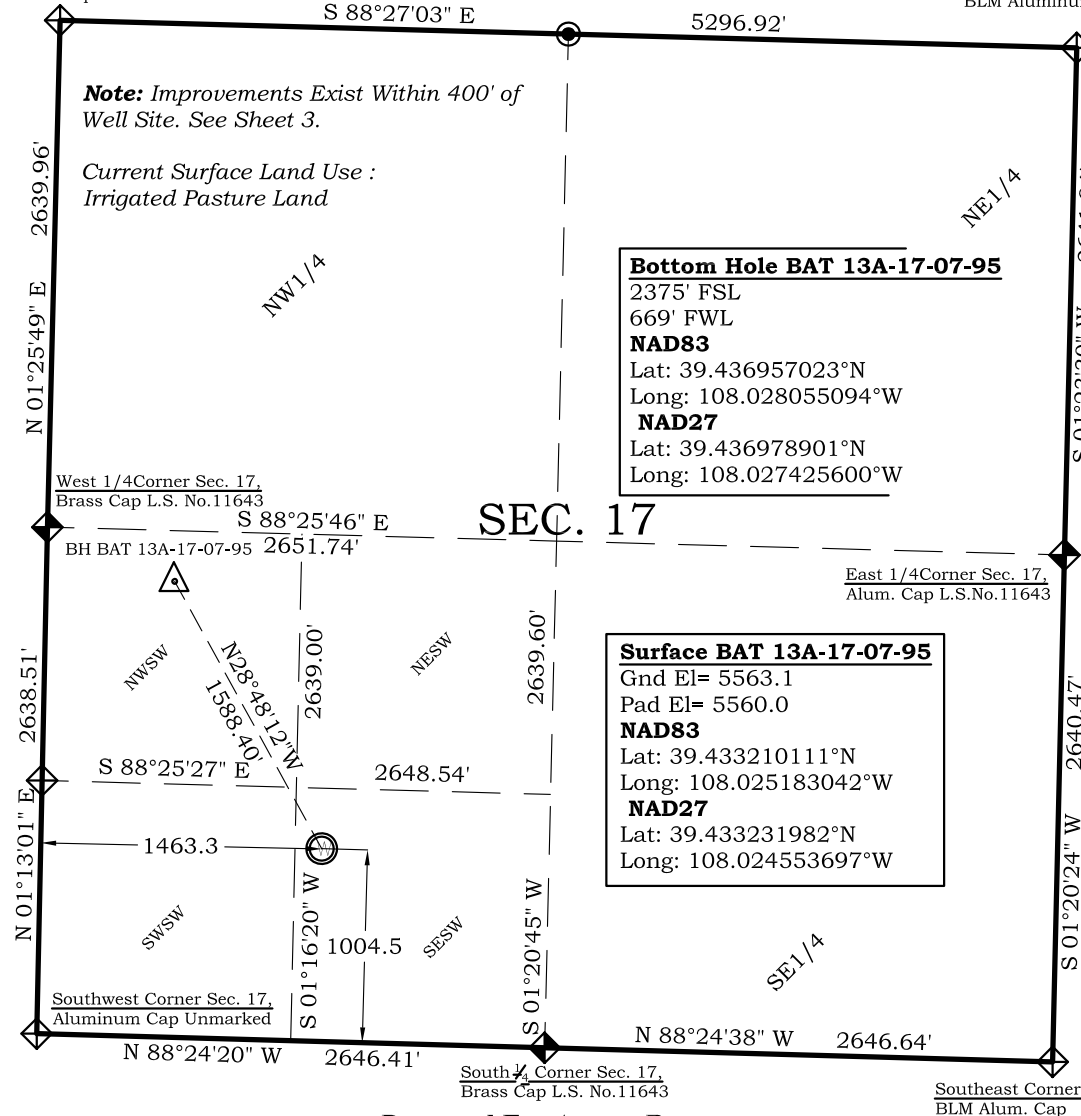 BLM Aluminum
S 88°27'03" E
5296.92'
Note: Improvements Exist Within 400' of
Well Site. See Sheet 3.
Current Surface Land Use :
Irrigated Pasture Land
2639.96'
N 01°25'49" E
NW1/4
NE1/4
Bottom Hole BAT 13A-17-07-95
2375' FSL
669' FWL
NAD83
Lat: 39.436957023°N
Long: 108.028055094°W
NAD27
Lat: 39.436978901°N
Long: 108.027425600°W
West 1/4Corner Sec. 17,
Brass Cap L.S. No.11643
S 88°25'46" E
2651.74'
SEC. 17
BH BAT 13A-17-07-95
East 1/4Corner Sec. 17,
Alum. Cap L.S.No.11643
NWSW
NESW
N28°48'12"W
1588.40'
2639.00'
2639.60'
2638.51'
Surface BAT 13A-17-07-95
Gnd El= 5563.1
Pad El= 5560.0
NAD83
Lat: 39.433210111°N
Long: 108.025183042°W
NAD27
Lat: 39.433231982°N
Long: 108.024553697°W
2640.47'
S 88°25'27" E
2648.54'
N 01°13'01" E
1463.3
W
1004.5
S 01°16'20" W
S 01°20'45" W
S 01°20'24" W
SWSW
SESW
SE1/4
Southwest Corner Sec. 17,
Aluminum Cap Unmarked
N 88°24'20" W
2646.41'
N 88°24'38" W
2646.64'
South 1/4 Corner Sec. 17,
Brass Cap L.S. No.11643
Southeast Corner
BLM Alum. Cap